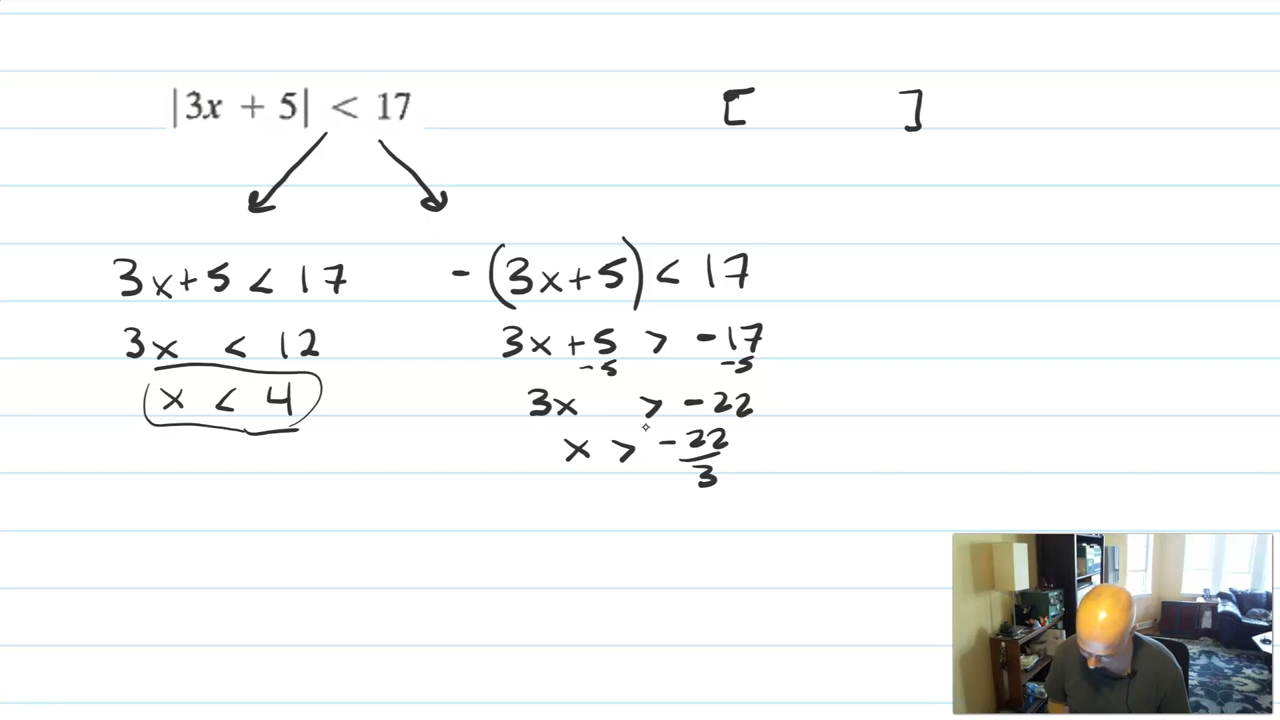 |3x + 5| < 17
[ ]
3x+5 < 17
3x < 12
x < 4
-(3x+5) < 17
3x+5 > -17
-5 -5
3x > -22
x > -22/3